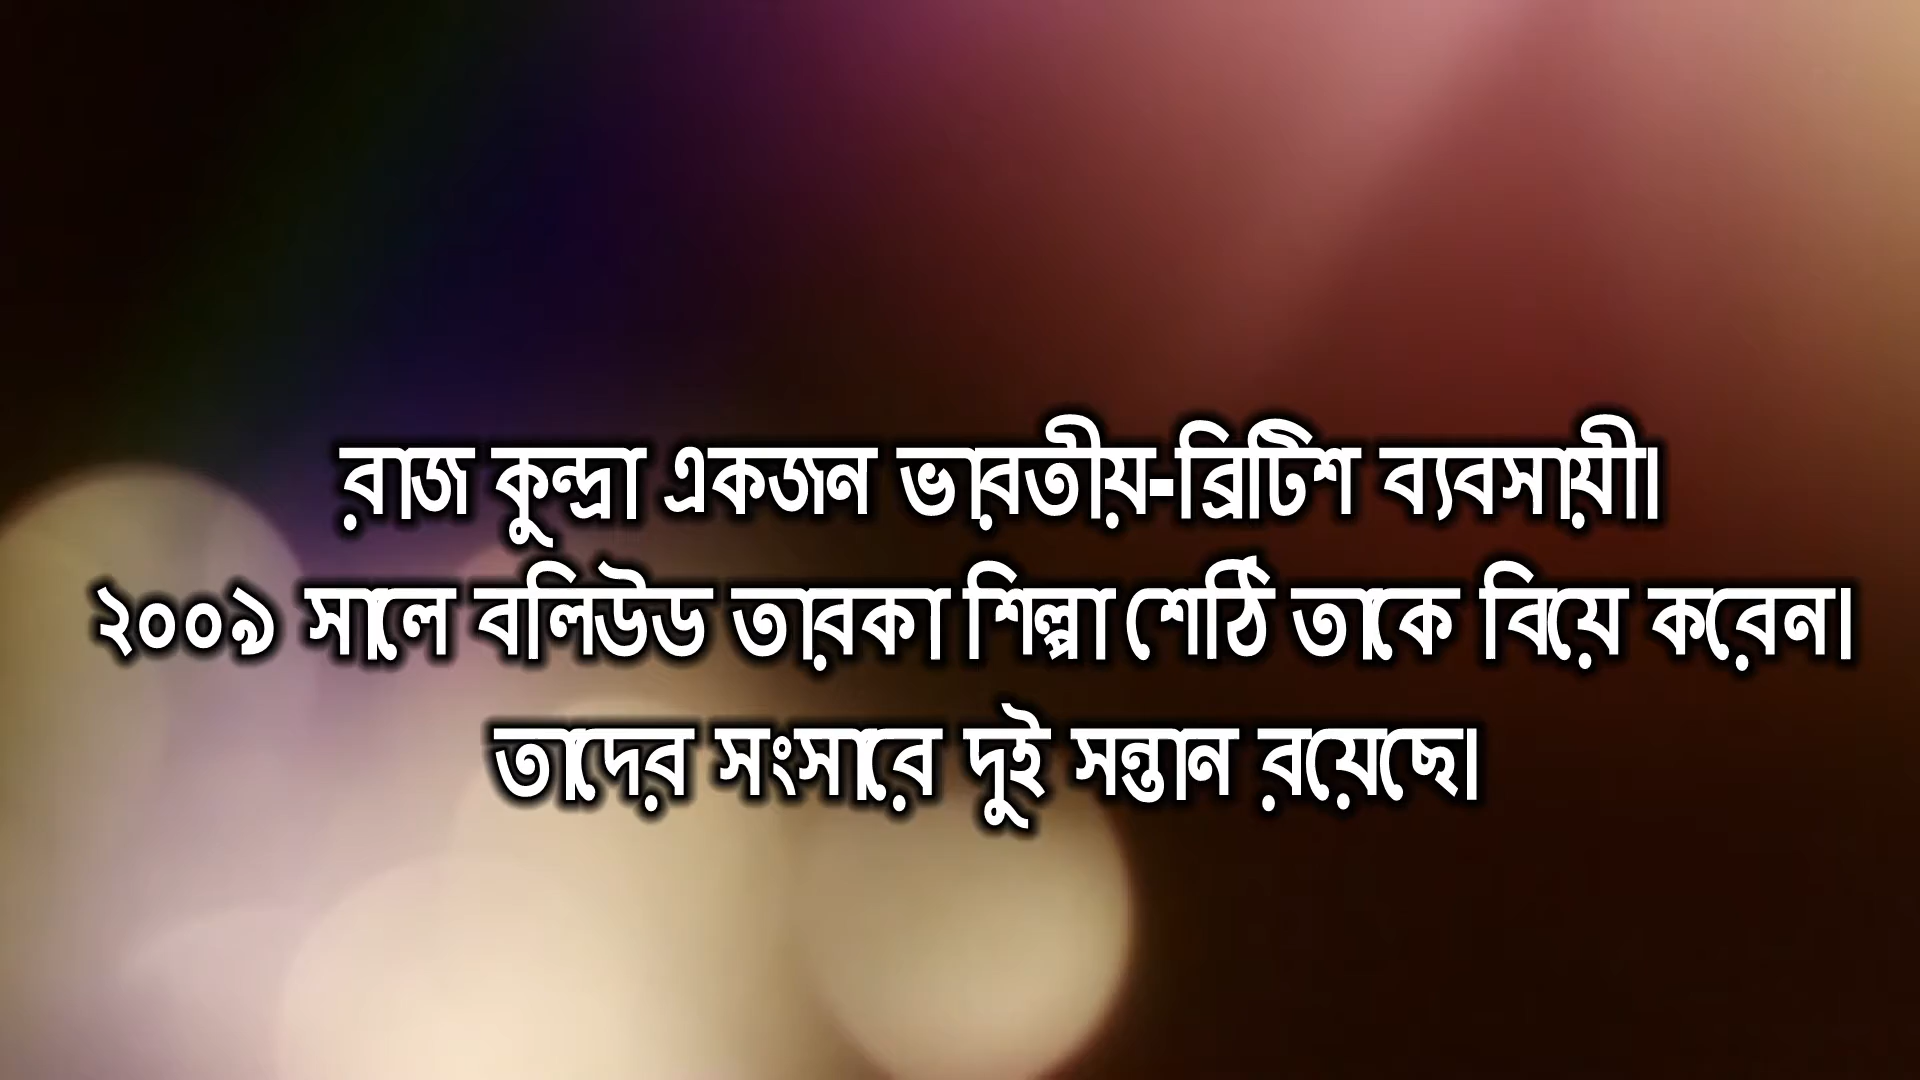 রাজ কুন্দ্রা একজন ভারতীয়-ব্রিটিশ ব্যবসায়ী।
২০০৯ সালে বলিউড তারকা শিল্পা শেঠি তাকে বিয়ে করেন।
তাদের সংসারে দুই সন্তান রয়েছে।